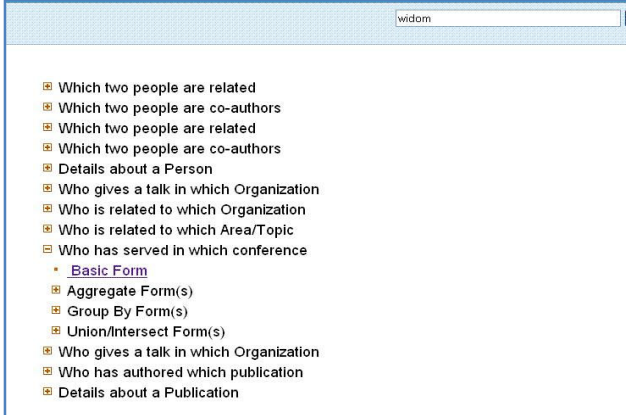 widom
Which two people are related
Which two people are co-authors
Which two people are related
Which two people are co-authors
Details about a Person
Who gives a talk in which Organization
Who is related to which Organization
Who is related to which Area/Topic
Who has served in which conference
Basic Form
Aggregate Form(s)
Group By Form(s)
Union/Intersect Form(s)
Who gives a talk in which Organization
Who has authored which publication
Details about a Publication